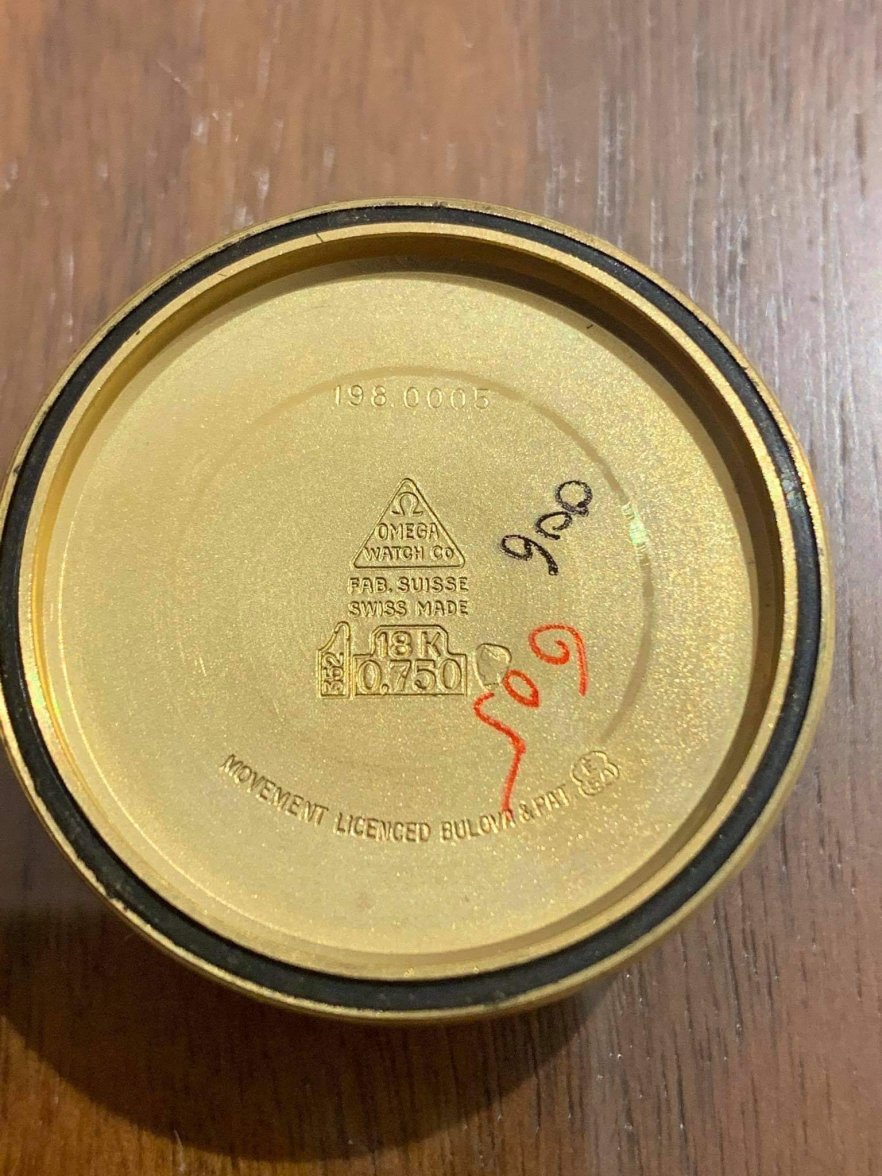 198.0005
Ω
OMEGA
WATCH Co
FAB. SUISSE
SWISS MADE
18 K
0.750
900
MOVEMENT LICENCED BULOVA & PAT.